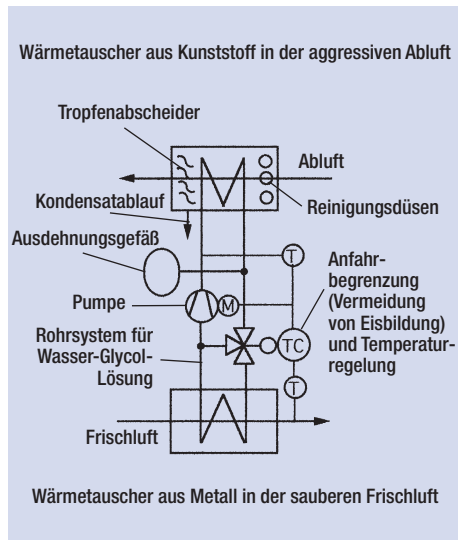 Wärmetauscher aus Kunststoff in der aggressiven Abluft
Tropfenabscheider
Abluft
Kondensatablauf
Reinigungsdüsen
Ausdehnungsgefäß
T
Anfahr-
begrenzung
(Vermeidung
von Eisbildung)
und Temperatur-
regelung
Pumpe
M
Rohrsystem für
Wasser-Glycol-
Lösung
TC
T
Frischluft
Wärmetauscher aus Metall in der sauberen Frischluft